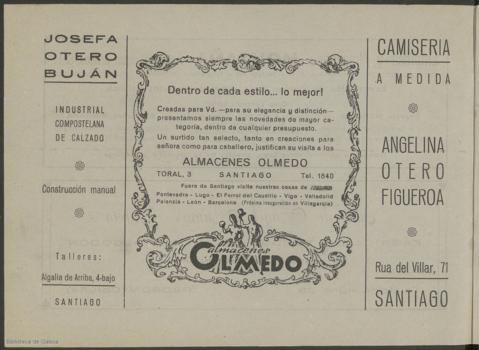 JOSEFA
OTERO
BUJÁN
INDUSTRIAL
COMPOSTELANA
DE CALZADO
Construcción manual
Talleres:
Algalia de Arriba, 4-bajo
SANTIAGO
Dentro de cada estilo... lo mejor!
Creadas para Vd. —para su elegancia y distinción—
presentamos siempre las novedades de mayor ca-
tegoría, dentro de cualquier presupuesto.
Un surtido tan selecto, tanto en creaciones para
señora como para caballero, justifican su visita a los
ALMACENES OLMEDO
TORAL, 3 SANTIAGO Tel. 1840
Fuera de Santiago visite nuestras casas de
Pontevedra - Lugo - El Ferrol del Caudillo - Vigo - Valladolid
Palencia - León - Barcelona (Próxima inauguración en Villagarcía)
almacenes
OLMEDO
CAMISERIA
A MEDIDA
ANGELINA
OTERO
FIGUEROA
Rua del Villar, 71
SANTIAGO
Biblioteca de Galicia